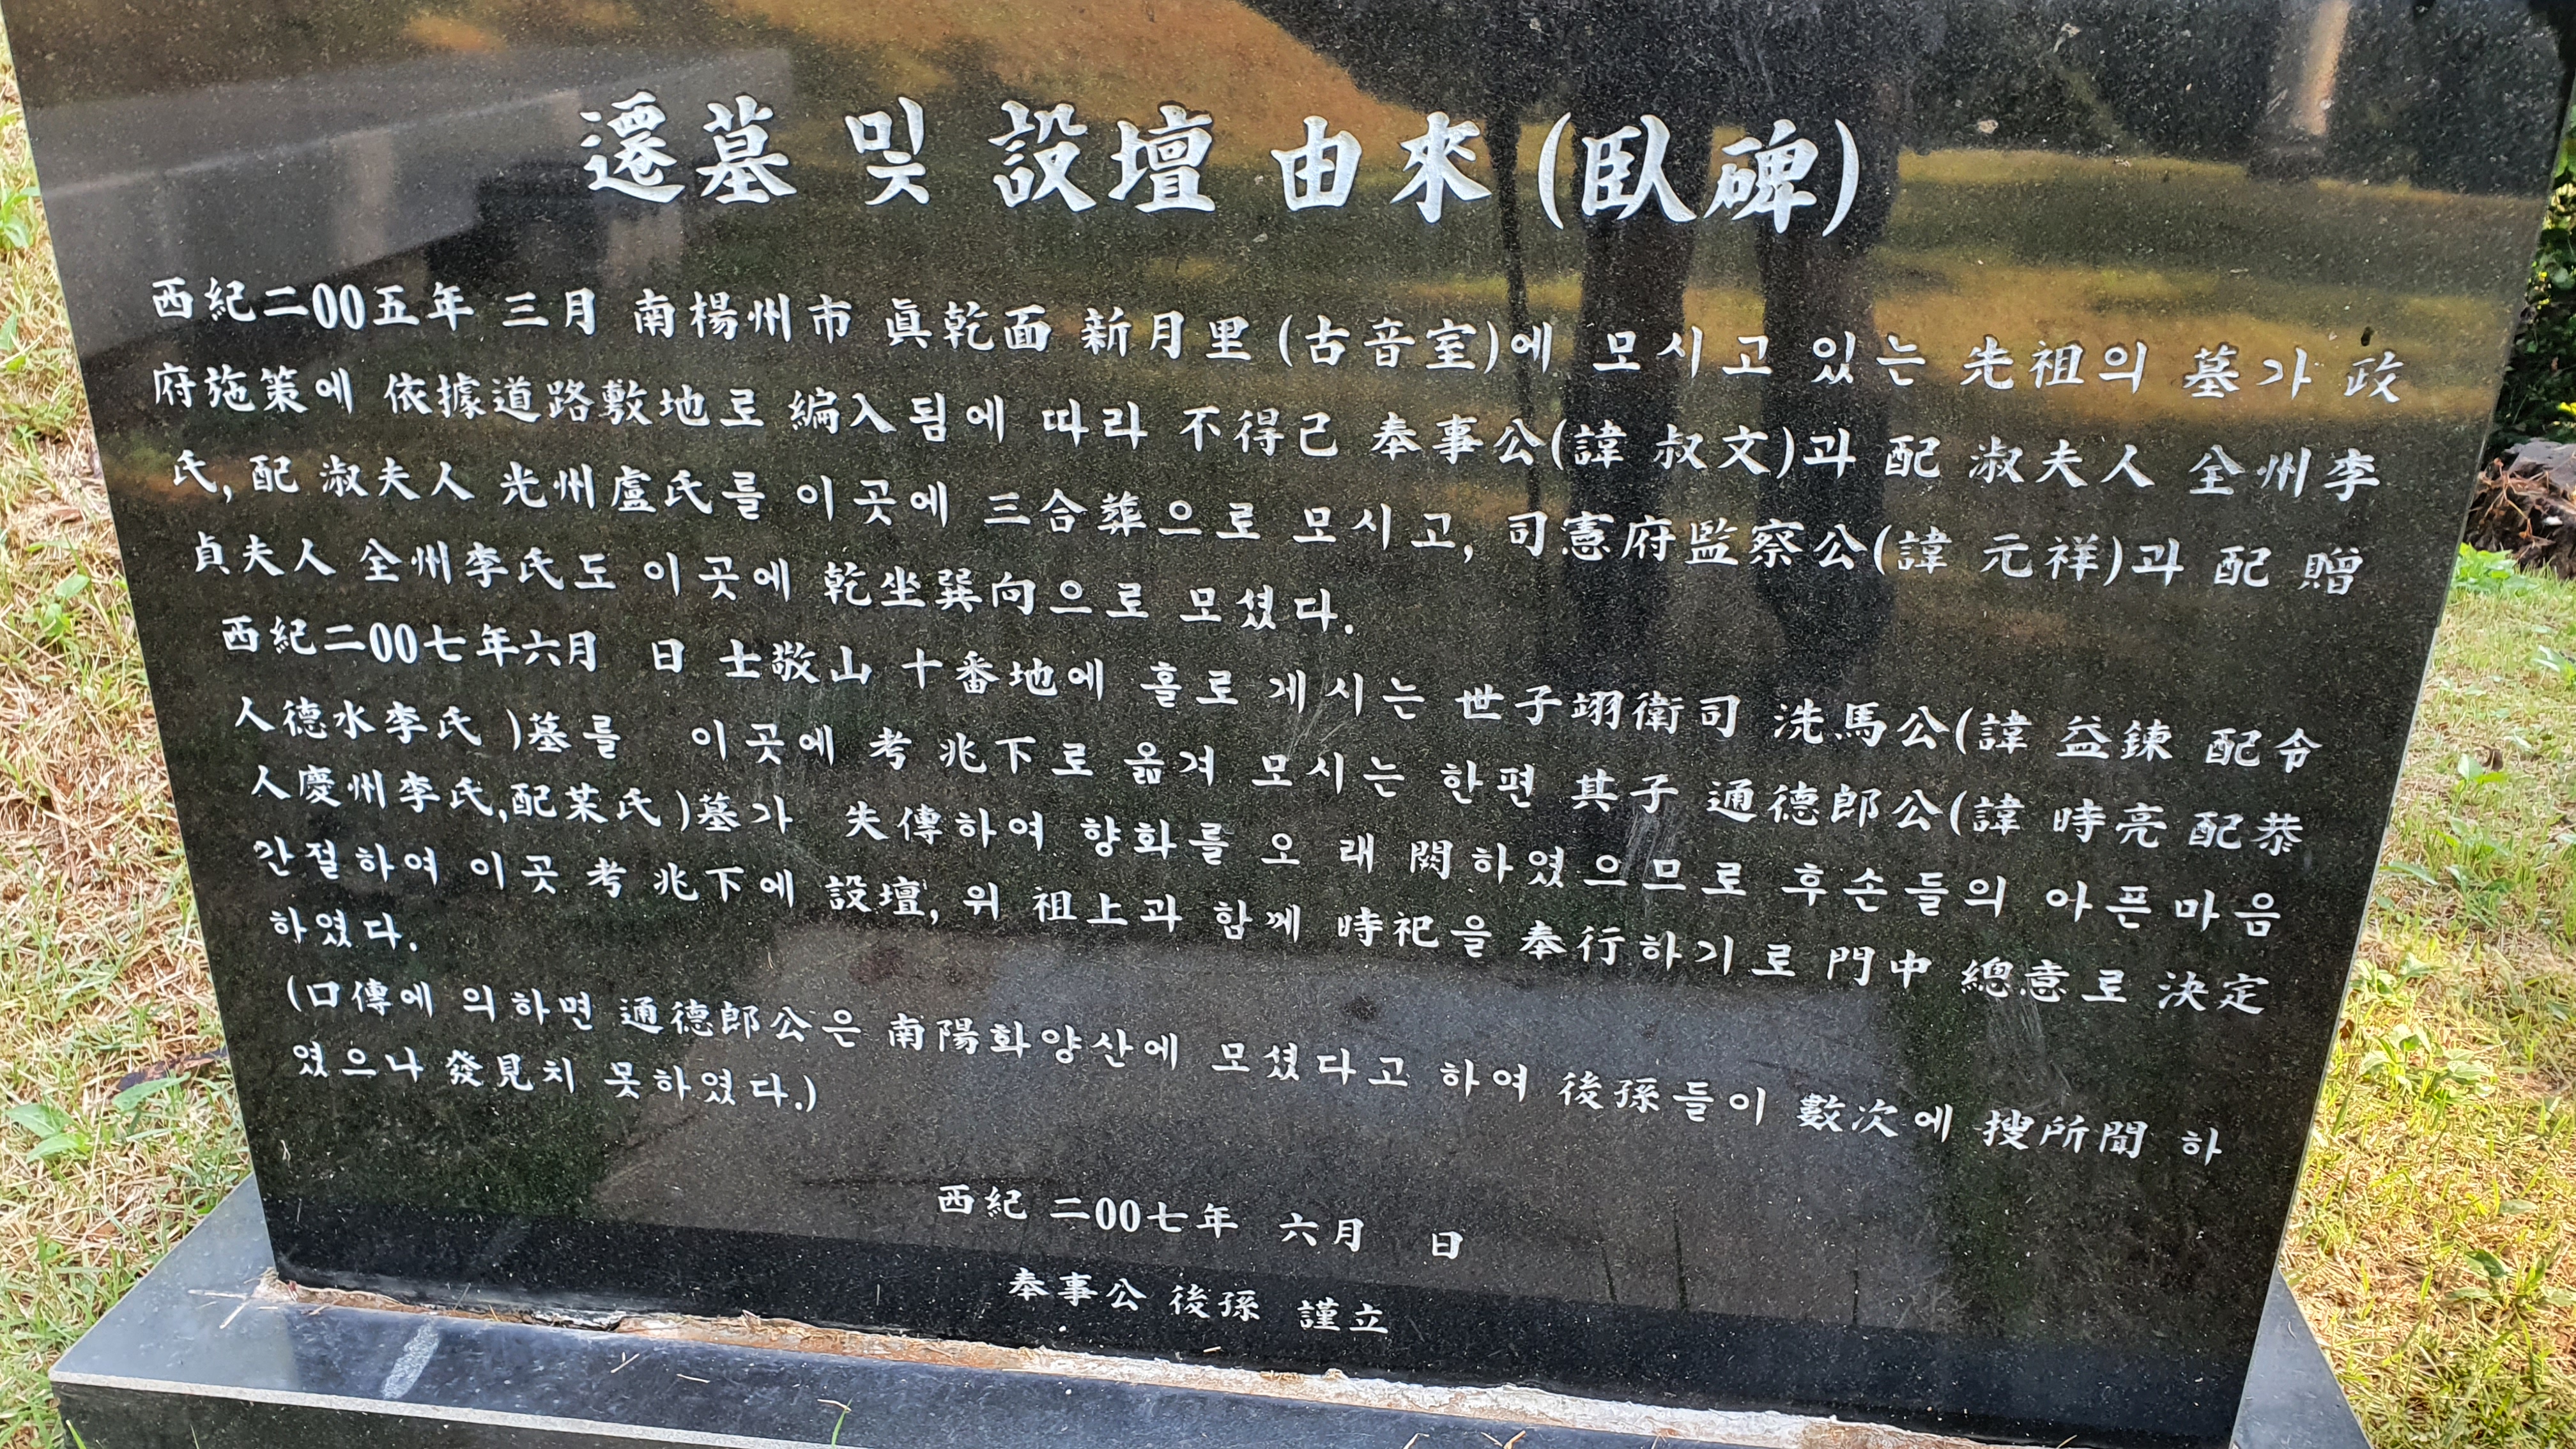 遷墓 및 設壇 由來 (臥碑)
西紀二00五年 三月 南楊州市 眞乾面 新月里 (古音室)에 모시고 있는 先祖의 墓가 政
府施策에 依據道路敷地로 編入됨에 따라 不得已 奉事公(諱 叔文)과 配 淑夫人 全州李
氏, 配 淑夫人 光州盧氏를 이곳에 三合葬으로 모시고, 司憲府監察公(諱 元祥)과 配 贈
貞夫人 全州李氏도 이곳에 乾坐巽向으로 모셨다.
西紀二00七年六月 日 士敬山 十番地에 홀로 게시는 世子翊衛司 洗馬公(諱 益鍊 配令
人德水李氏 )墓를 이곳에 考 兆下로 옮겨 모시는 한편 其子 通德郎公(諱 時亮 配恭
人慶州李氏,配某氏 )墓가 失傳하여 향화를 오래 闕하였으므로 후손들의 아픈마음
간절하여 이곳 考 兆下에 設壇, 위 祖上과 함께 時祀을 奉行하기로 門中 總意로 決定
하였다.
(口傳에 의하면 通德郎公은 南陽화양산에 모셨다고 하여 後孫들이 數次에 搜所聞 하
였으나 發見치 못하였다.)
西紀 二00七年 六月 日
奉事公 後孫 謹立